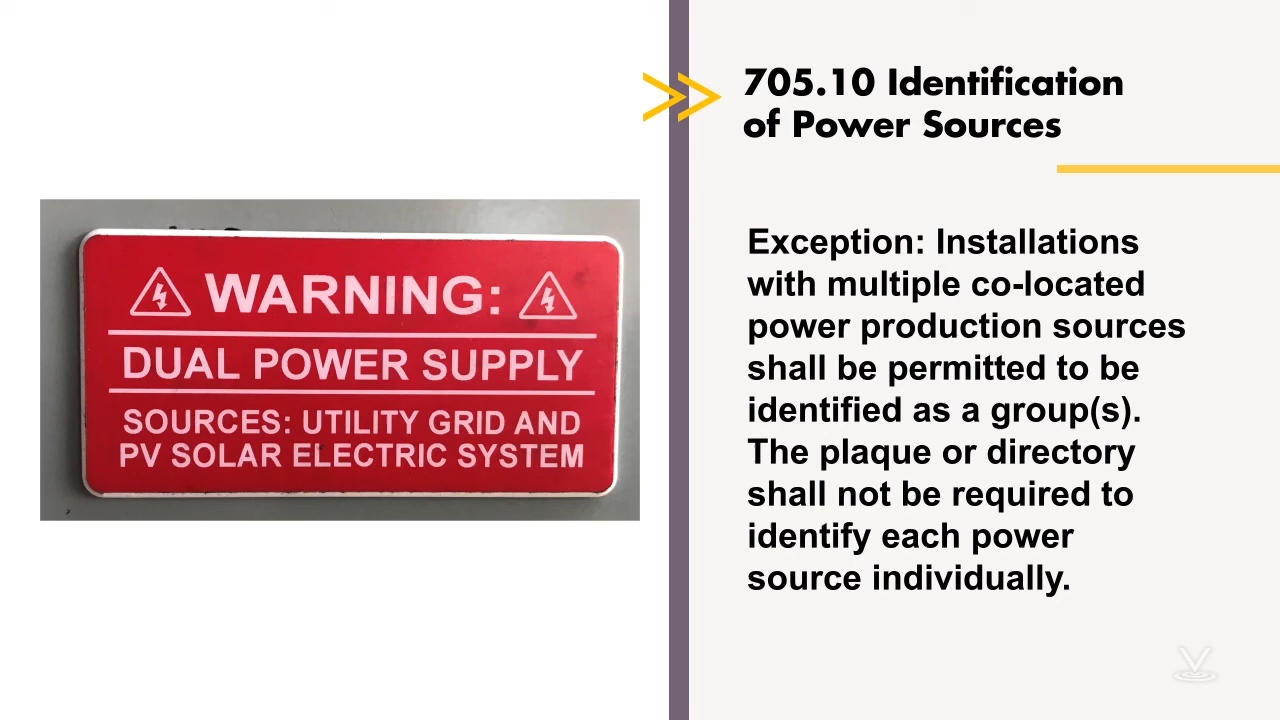 WARNING:
DUAL POWER SUPPLY
SOURCES: UTILITY GRID AND
PV SOLAR ELECTRIC SYSTEM
705.10 Identification
of Power Sources
Exception: Installations
with multiple co-located
power production sources
shall be permitted to be
identified as a group(s).
The plaque or directory
shall not be required to
identify each power
source individually.